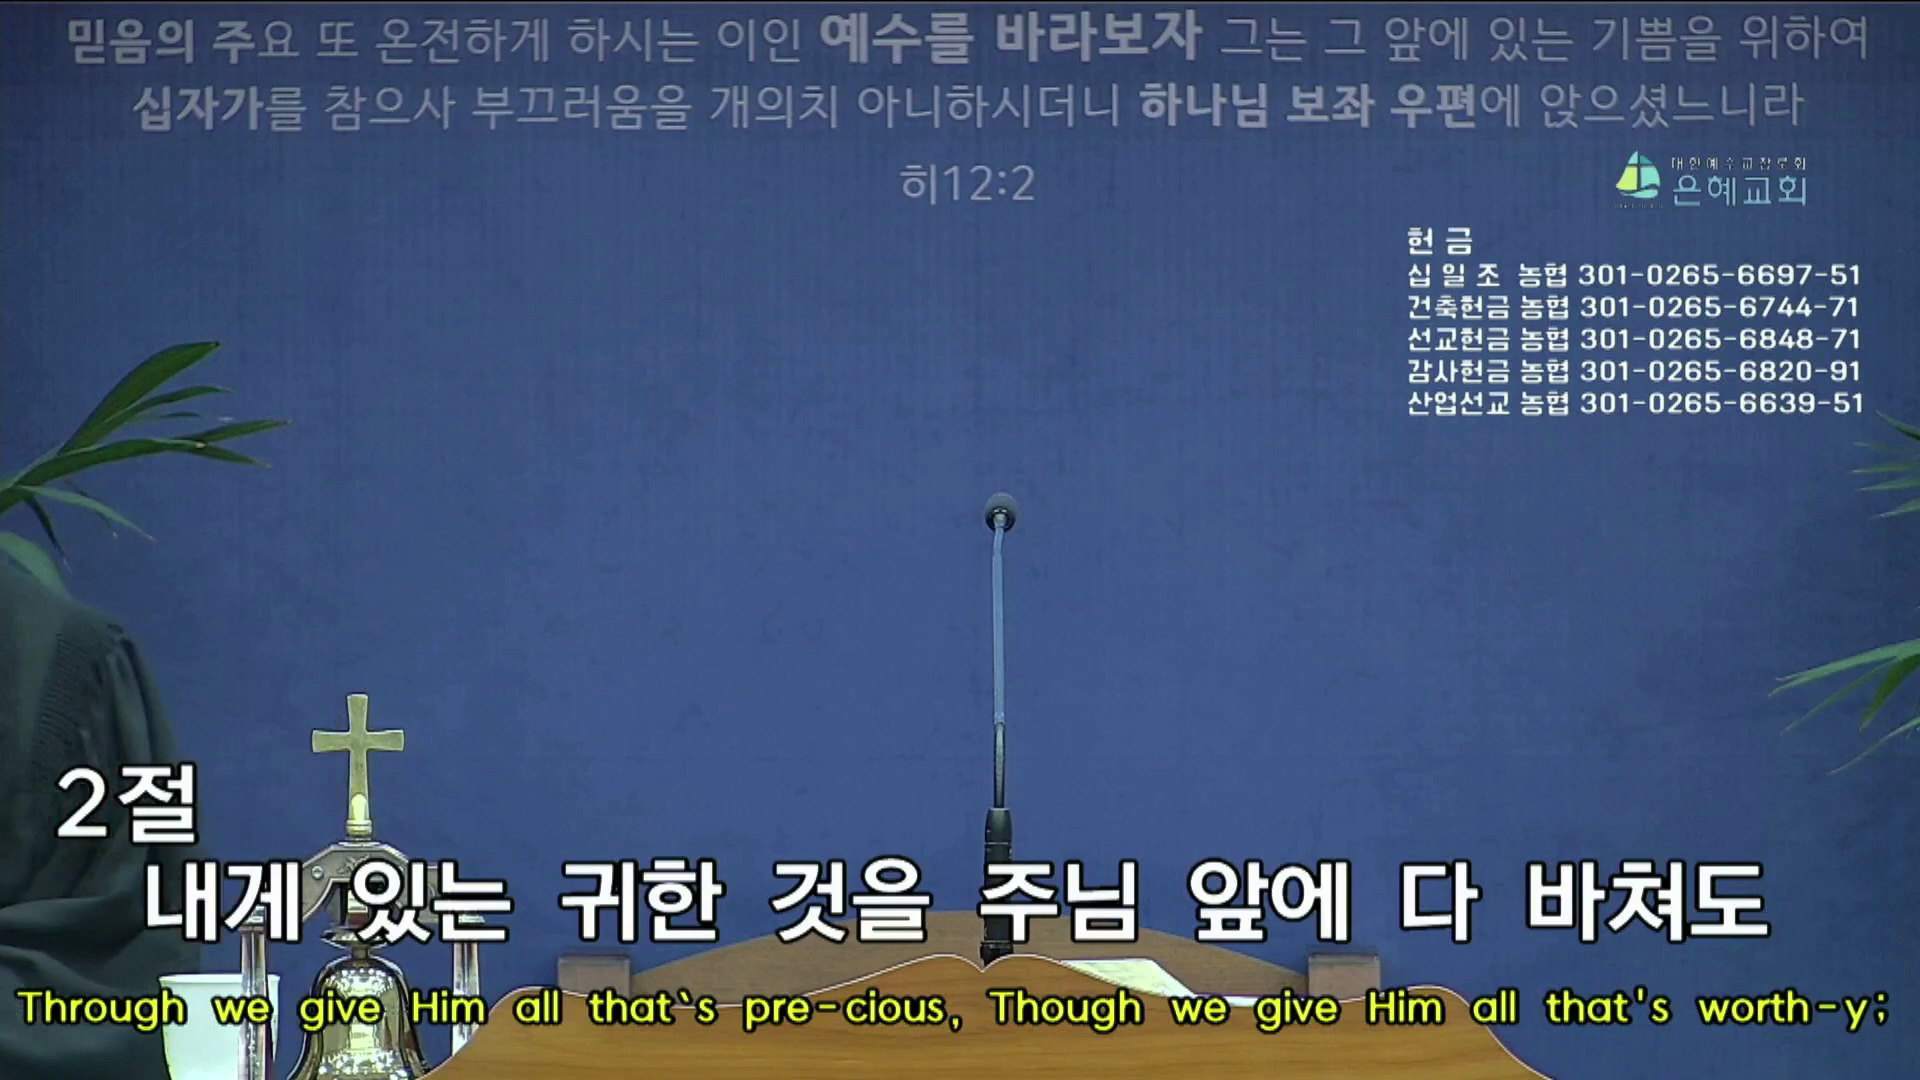 믿음의 주요 또 온전하게 하시는 이인 예수를 바라보자 그는 그 앞에 있는 기쁨을 위하여
십자가를 참으사 부끄러움을 개의치 아니하시더니 하나님 보좌 우편에 앉으셨느니라
히12:2
대한예수교장로회
은혜교회
헌 금
십 일 조 농협 301-0265-6697-51
건축헌금 농협 301-0265-6744-71
선교헌금 농협 301-0265-6848-71
감사헌금 농협 301-0265-6820-91
산업선교 농협 301-0265-6639-51
2절
내게 있는 귀한 것을 주님 앞에 다 바쳐도
Through we give Him all that`s pre-cious, Though we give Him all that's worth-y;